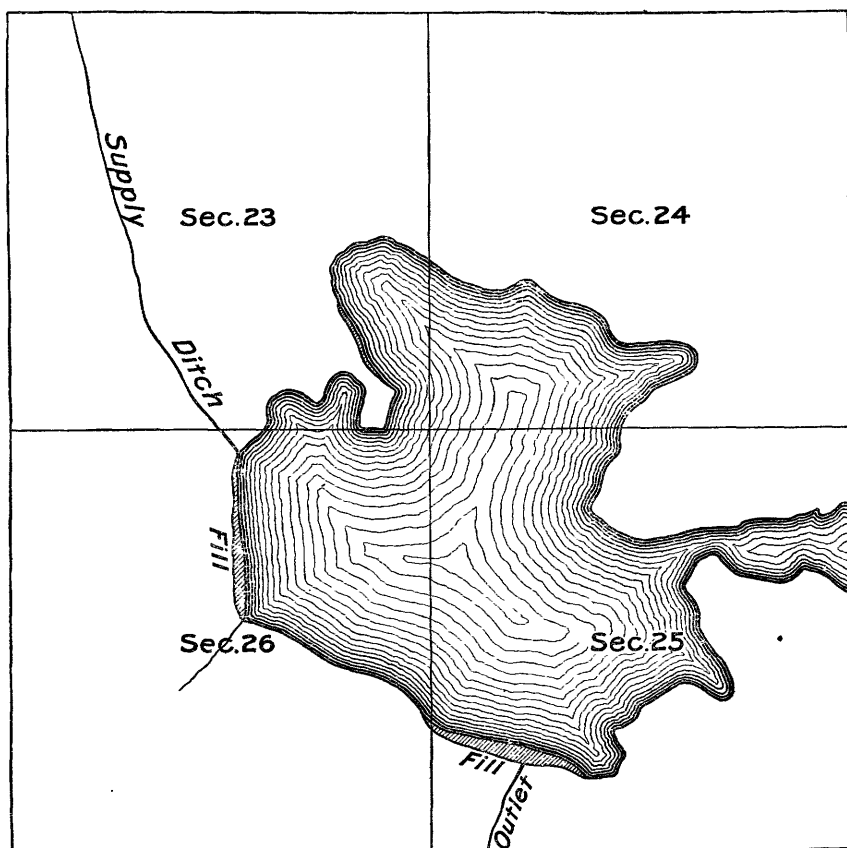 Supply
Ditch
Sec.23
Sec.24
Fill
Sec.26
Sec.25
Fill
Outlet